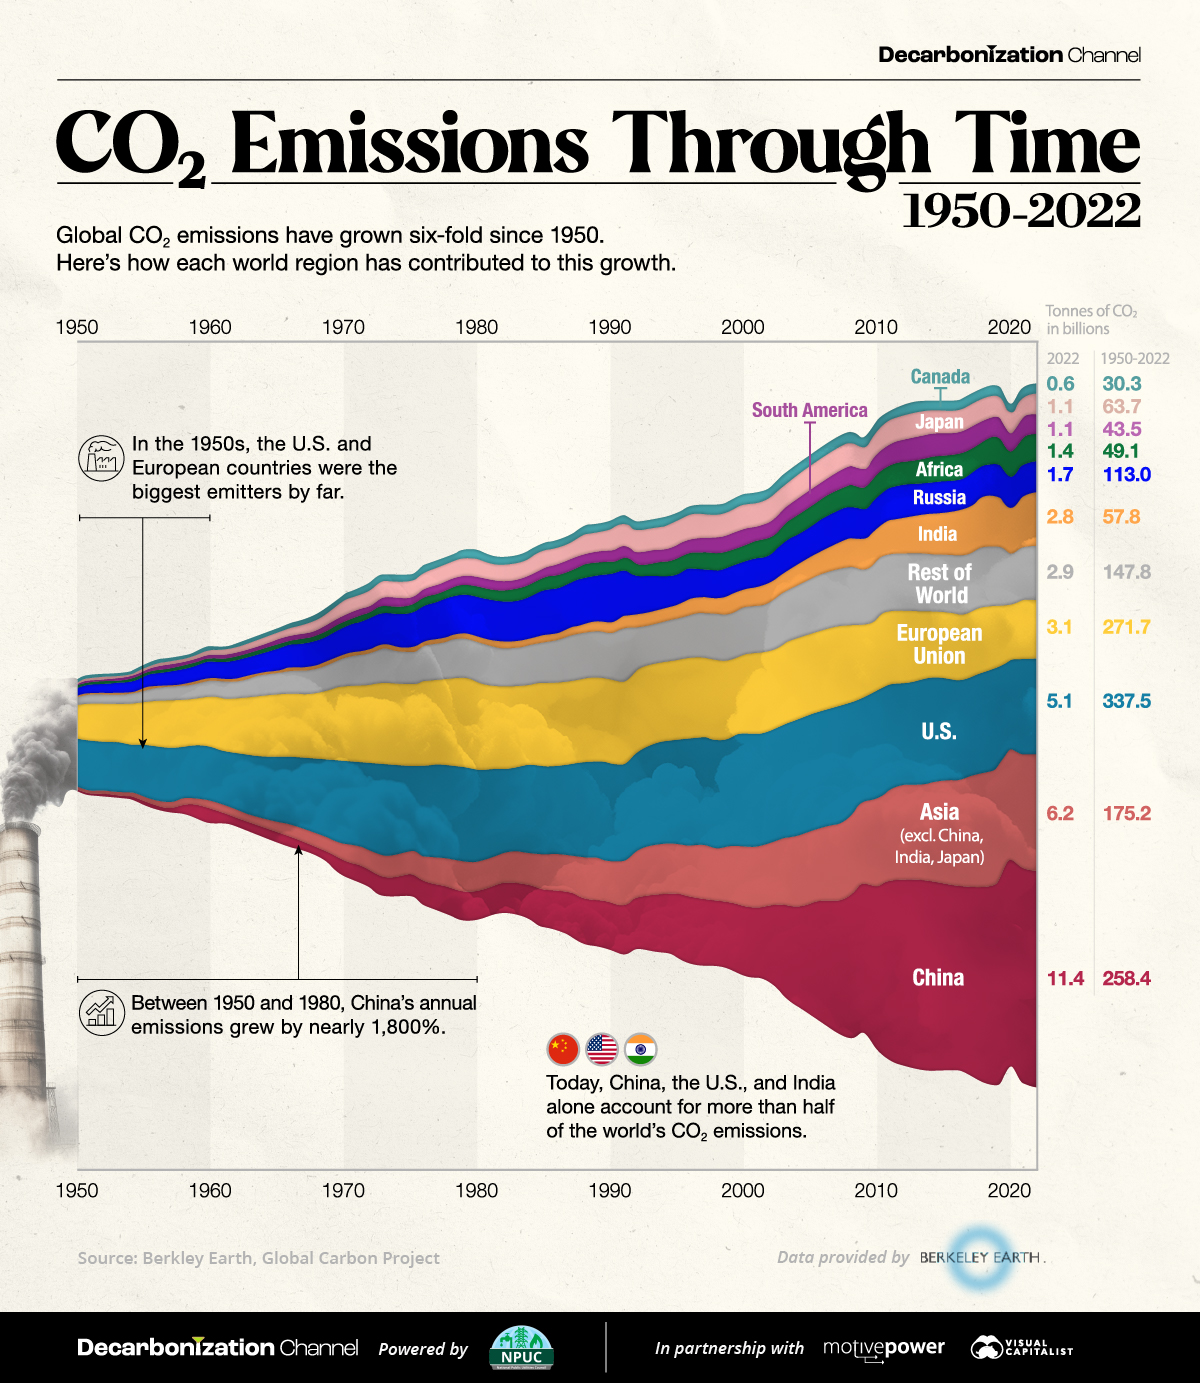 Decarbonization Channel
CO₂ Emissions Through Time
1950-2022
Global CO₂ emissions have grown six-fold since 1950.
Here's how each world region has contributed to this growth.
Tonnes of CO₂
in billions
1950 1960 1970 1980 1990 2000 2010 2020
2022 1950-2022
Canada
0.6 30.3
South America
Japan
1.1 63.7
1.1 43.5
Africa
1.4 49.1
Russia
1.7 113.0
India
2.8 57.8
Rest of
World
2.9 147.8
European
Union
3.1 271.7
U.S.
5.1 337.5
Asia
(excl. China,
India, Japan)
6.2 175.2
China
11.4 258.4
In the 1950s, the U.S. and
European countries were the
biggest emitters by far.
Between 1950 and 1980, China's annual
emissions grew by nearly 1,800%.
Today, China, the U.S., and India
alone account for more than half
of the world's CO₂ emissions.
1950 1960 1970 1980 1990 2000 2010 2020
Source: Berkley Earth, Global Carbon Project
Data provided by BERKELEY EARTH.
Decarbonization Channel Powered by NPUC
In partnership with motivepower VISUAL
CAPITALIST